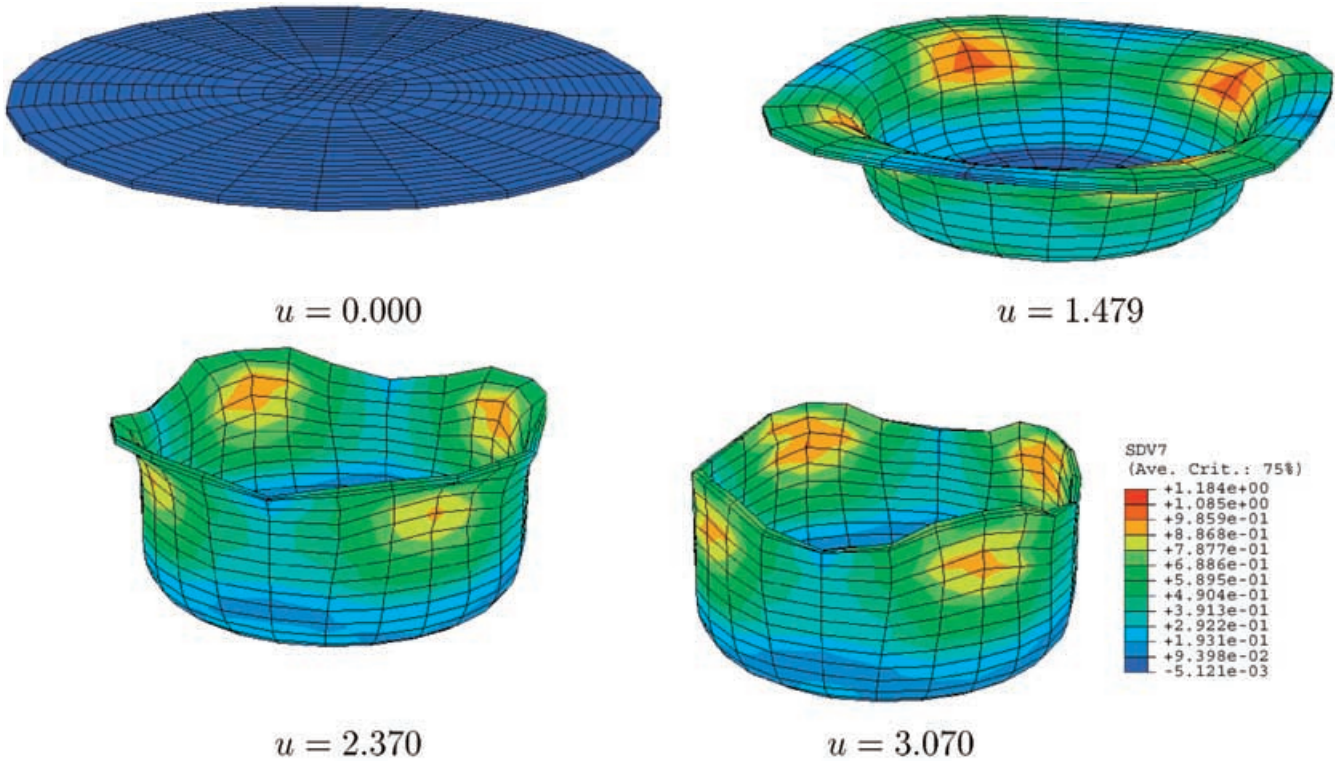 u = 0.000
u = 1.479
SDV7
(Ave. Crit.: 75%)
+1.184e+00
+1.085e+00
+9.859e-01
+8.868e-01
+7.877e-01
+6.886e-01
+5.895e-01
+4.904e-01
+3.913e-01
+2.922e-01
+1.931e-01
+9.398e-02
-5.121e-03
u = 2.370
u = 3.070